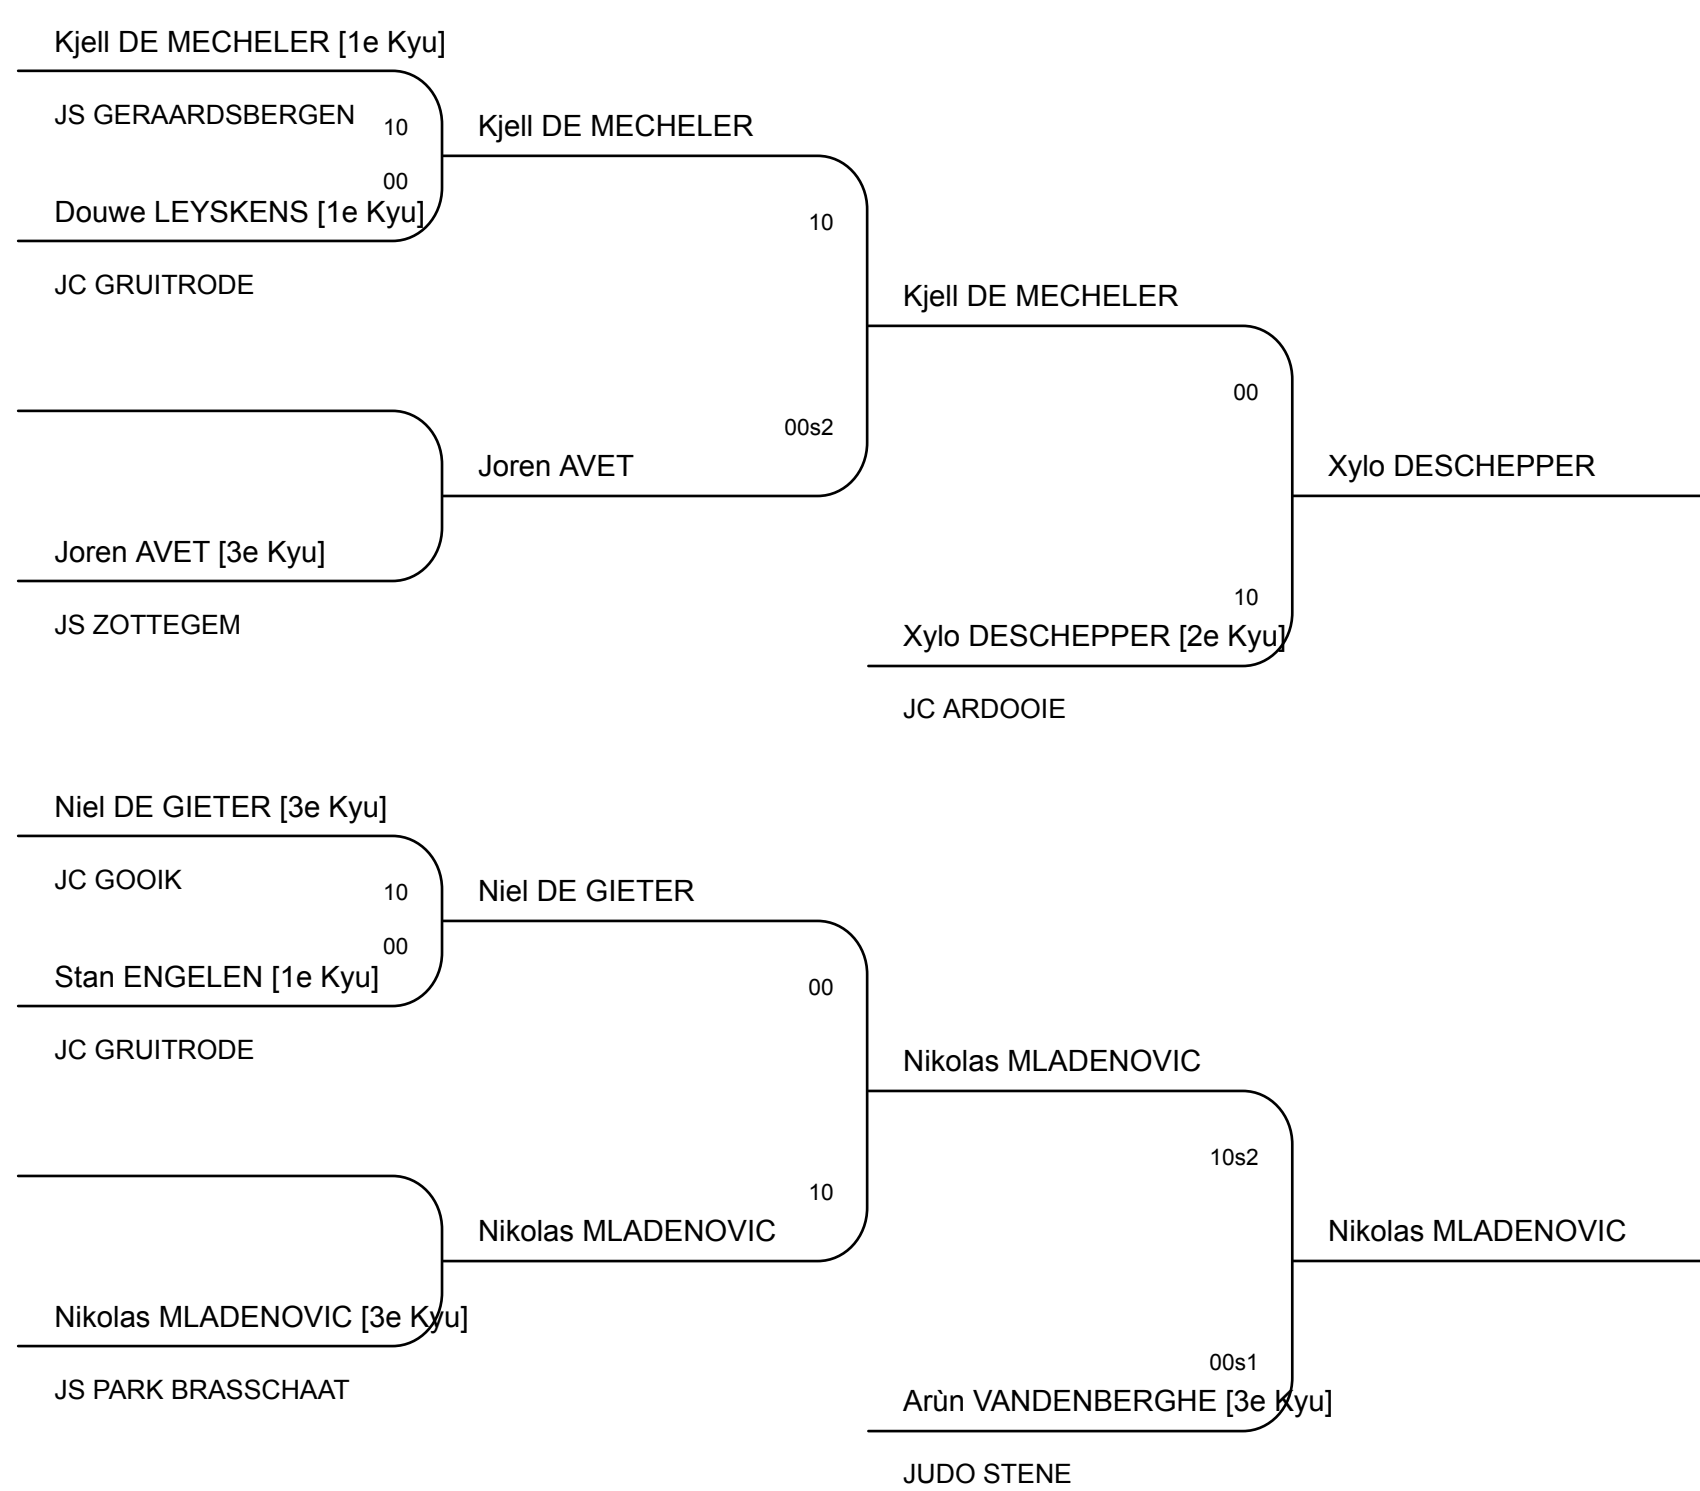 Kjell DE MECHELER [1e Kyu]
JS GERAARDSBERGEN
10
Kjell DE MECHELER
00
Douwe LEYSKENS [1e Kyu]
10
JC GRUITRODE
Kjell DE MECHELER
00
00s2
Joren AVET
Xylo DESCHEPPER
Joren AVET [3e Kyu]
10
JS ZOTTEGEM
Xylo DESCHEPPER [2e Kyu]
JC ARDOOIE
Niel DE GIETER [3e Kyu]
JC GOOIK
10
Niel DE GIETER
00
Stan ENGELEN [1e Kyu]
00
JC GRUITRODE
Nikolas MLADENOVIC
10s2
10
Nikolas MLADENOVIC
Nikolas MLADENOVIC
Nikolas MLADENOVIC [3e Kyu]
00s1
JS PARK BRASSCHAAT
Arùn VANDENBERGHE [3e Kyu]
JUDO STENE